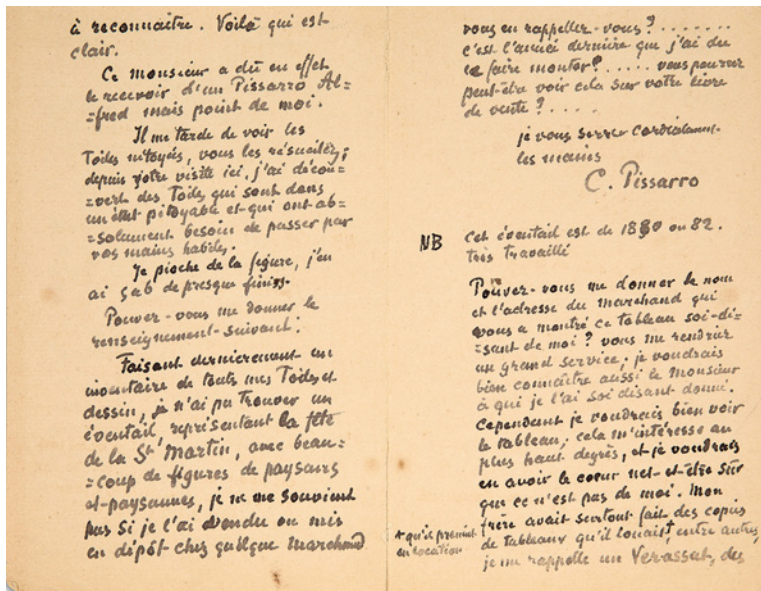 à reconnaître. Voilà qui est
clair.
Ce monsieur a dû en effet
le recevoir d'un Pissarro Al=
=fred mais point de moi.
Il me tarde de voir les
Toiles nétoyés, vous les résuscitez;
depuis votre visite ici, j'ai décou=
=vert des Toiles qui sont dans
un état pitoyable et qui ont ab=
=solument besoin de passer par
vos mains habiles.
Je pioche de la figure, j'en
ai 5 ou 6 de presque finies.
Pouvez-vous me donner le
renseignement suivant:
Faisant dernièrement un
inventaire de toute mes Toiles et
dessin, je n'ai pu trouver un
éventail, représentant la fête
de la St Martin, avec beau=
=coup de figures de paysans
et paysannes, je ne me souvient
pas si je l'ai vendu ou mis
en dépôt chez quelque marchand
vous en rappeller-vous? ........
c'est l'année dernière que j'ai du
le faire monter? ..... vous pourrez
peut-être voir cela sur votre livre
de vente? ....
je vous serre cordialement
les mains
C. Pissarro
NB Cet éventail est de 1880 ou 82.
très travaillé
Pouvez-vous me donner le nom
et l'adresse du marchand qui
vous a montré ce tableau soi-di=
=sant de moi? vous me rendriez
un grand service; je voudrais
bien connaître aussi le Monsieur
à qui je l'ai soi disant donné.
Cependant je voudrais bien voir
le tableau; cela m'intéresse au
plus haut degrès, et je voudrais
en avoir le cœur net et être sûr
que ce n'est pas de moi. Mon
frère avait surtout fait des copies
de tableaux qu'il louait+, entre autres,
je me rappelle un Verassat, des
+ qu'il prenait
en location